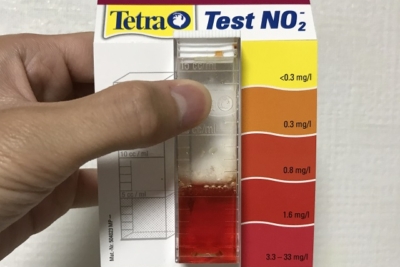 Tetra Test NO₂⁻
<0.3 mg/l
0.3 mg/l
0.8 mg/l
1.6 mg/l
3.3 – 33 mg/l